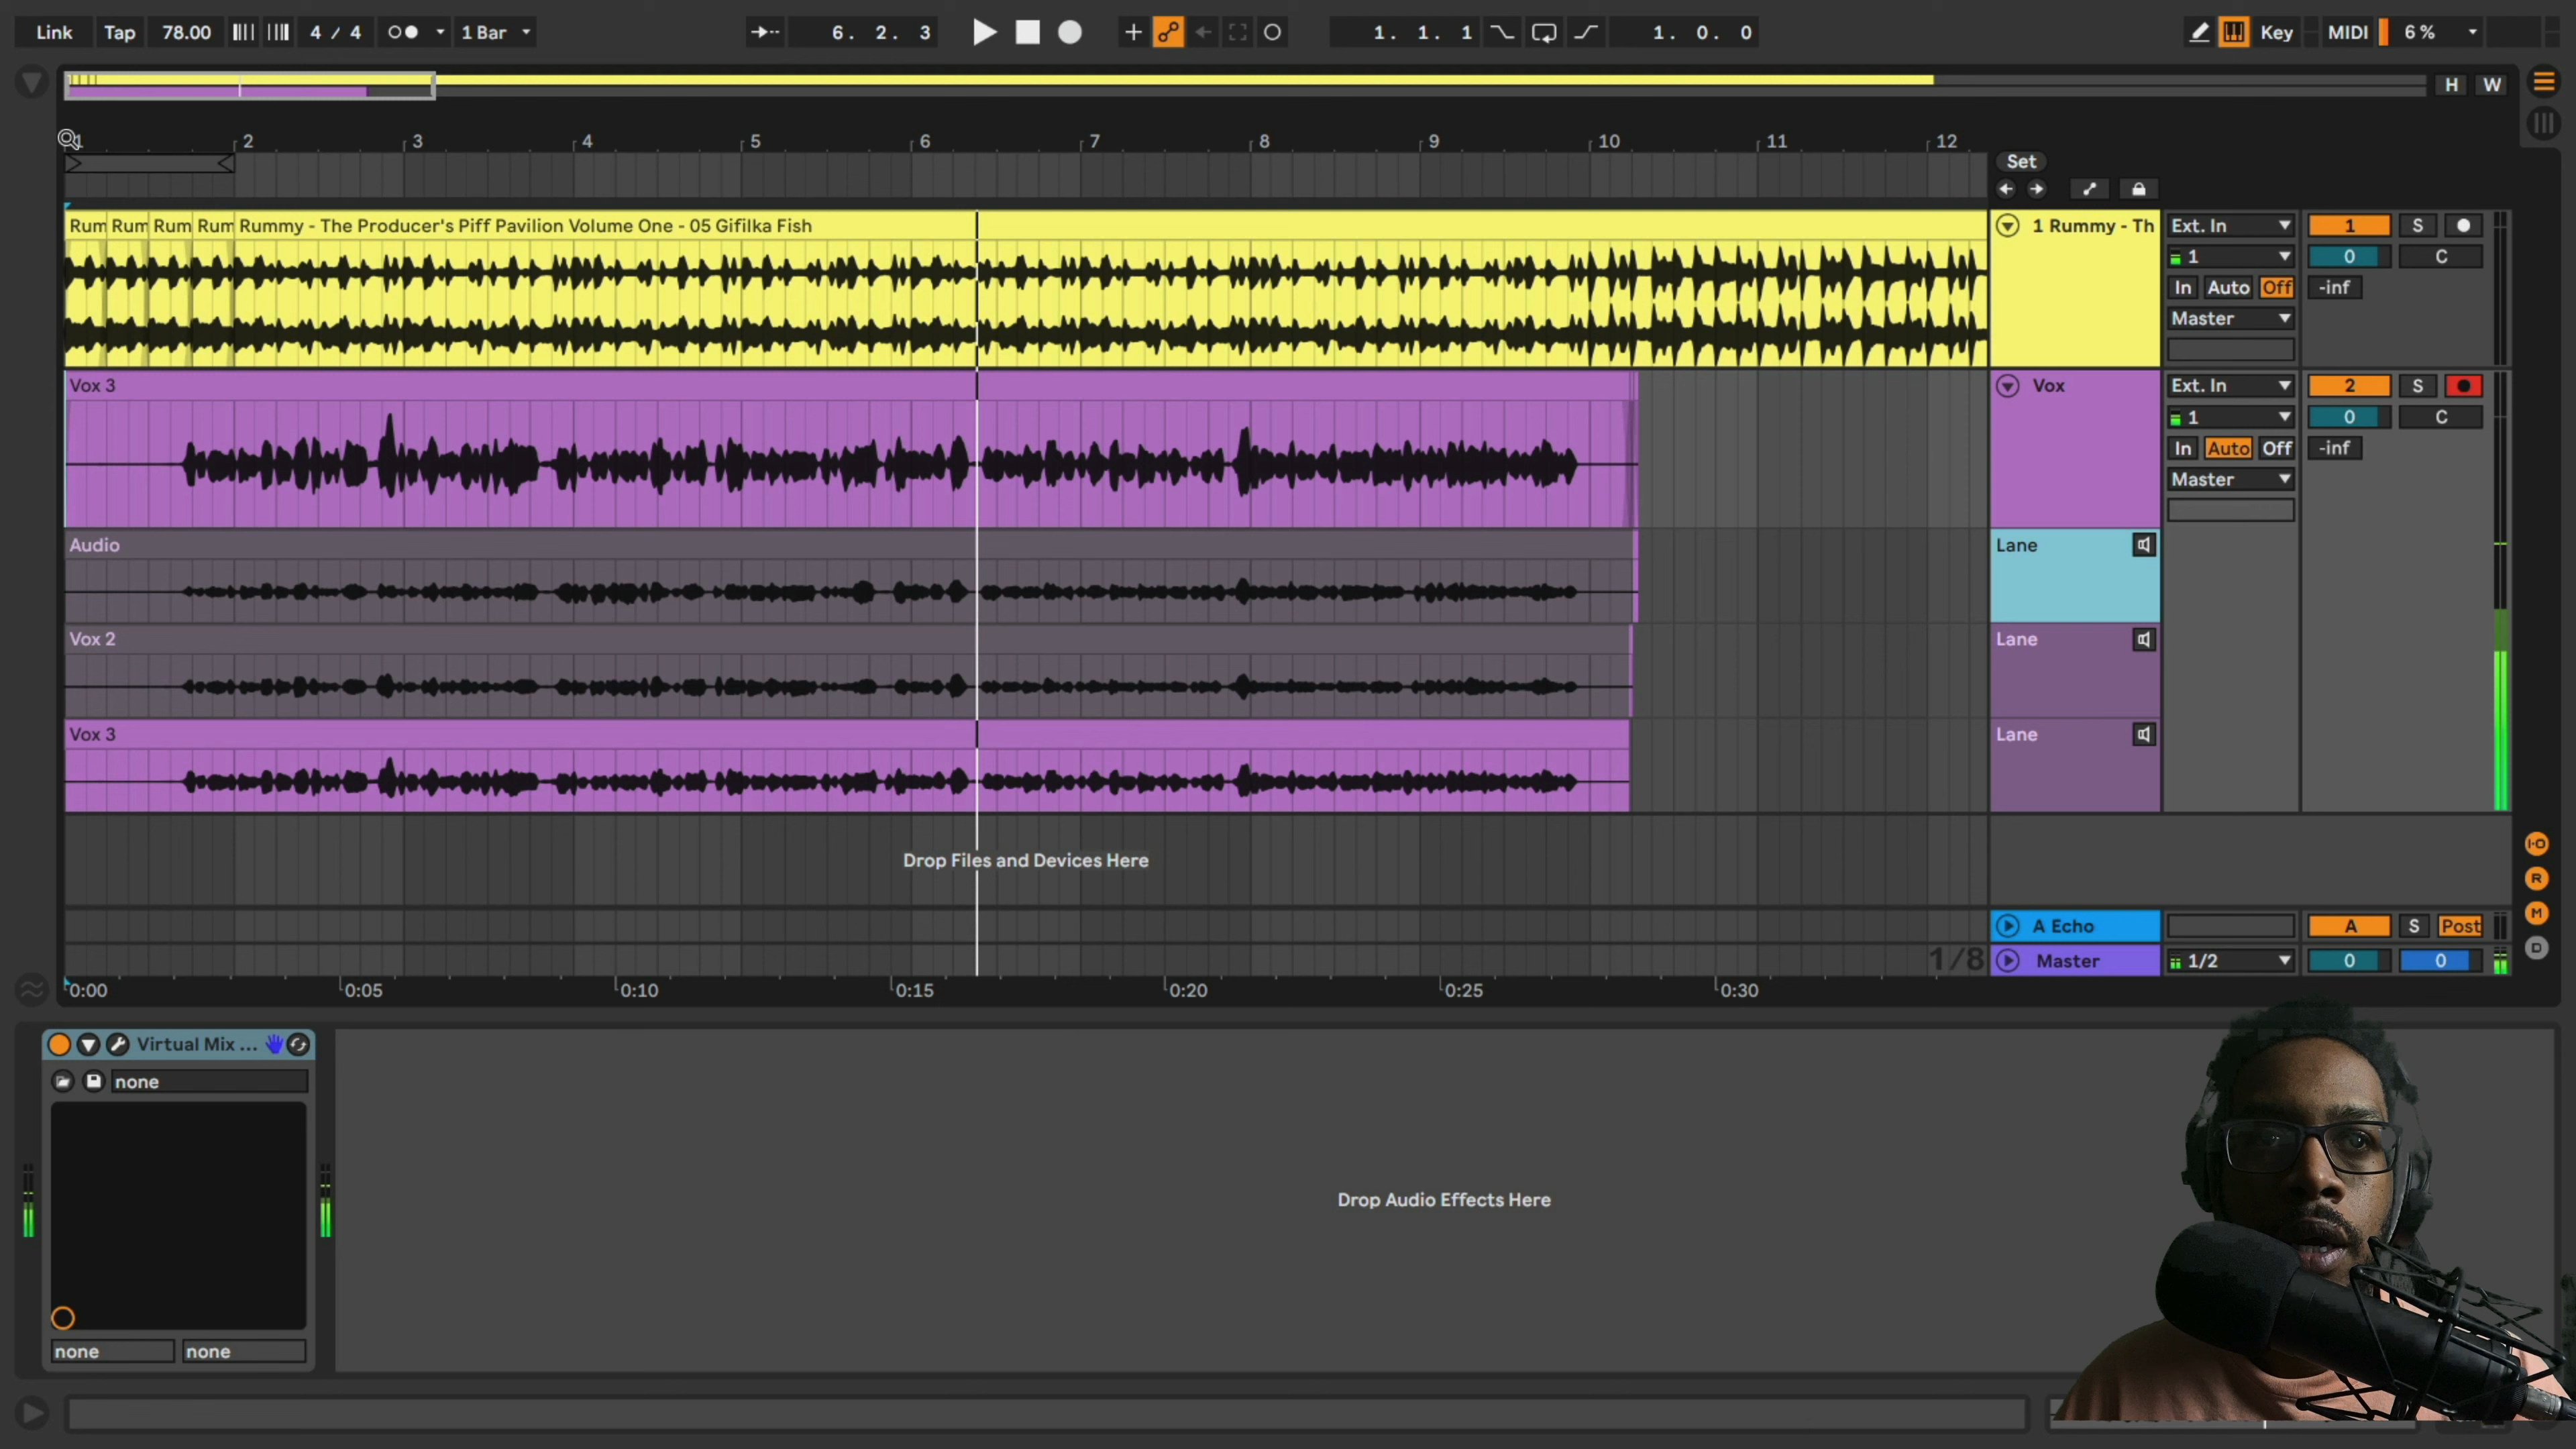 Link Tap 78.00 4 / 4 1 Bar 6. 2. 3 1. 1. 1 1. 0. 0 Key MIDI 6 %
H W
1 2 3 4 5 6 7 8 9 10 11 12
Set
Rum Rum Rum Rum Rummy - The Producer's Piff Pavilion Volume One - 05 Gifilka Fish 1 Rummy - Th Ext. In 1 S
1 0 C
In Auto Off -inf
Master
Vox 3 Vox Ext. In 2 S
1 0 C
In Auto Off -inf
Master
Audio Lane
Vox 2 Lane
Vox 3 Lane
Drop Files and Devices Here
I-O
R
M
D
A Echo A S Post
1/8 Master 1/2 0 0
0:00 0:05 0:10 0:15 0:20 0:25 0:30
Virtual Mix ...
none
Drop Audio Effects Here
none none